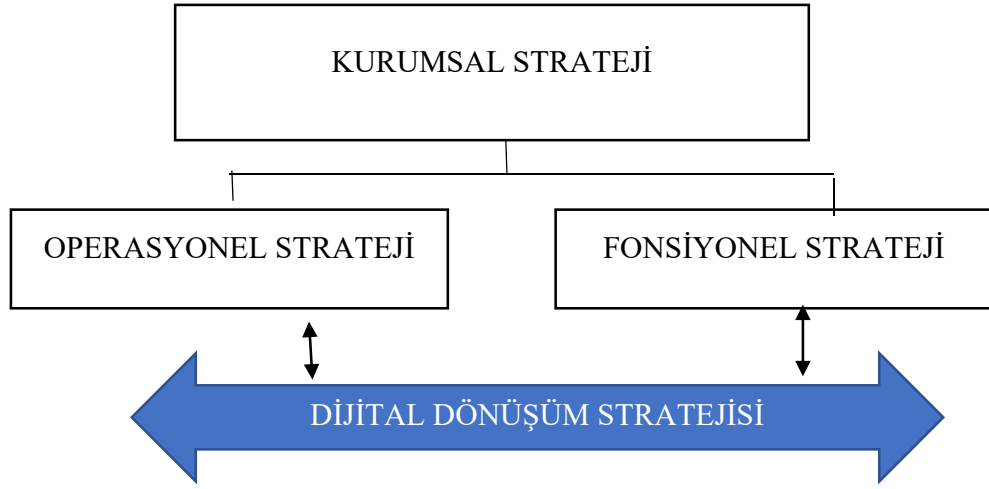 KURUMSAL STRATEJİ
OPERASYONEL STRATEJİ
FONSİYONEL STRATEJİ
DİJİTAL DÖNÜŞÜM STRATEJİSİ